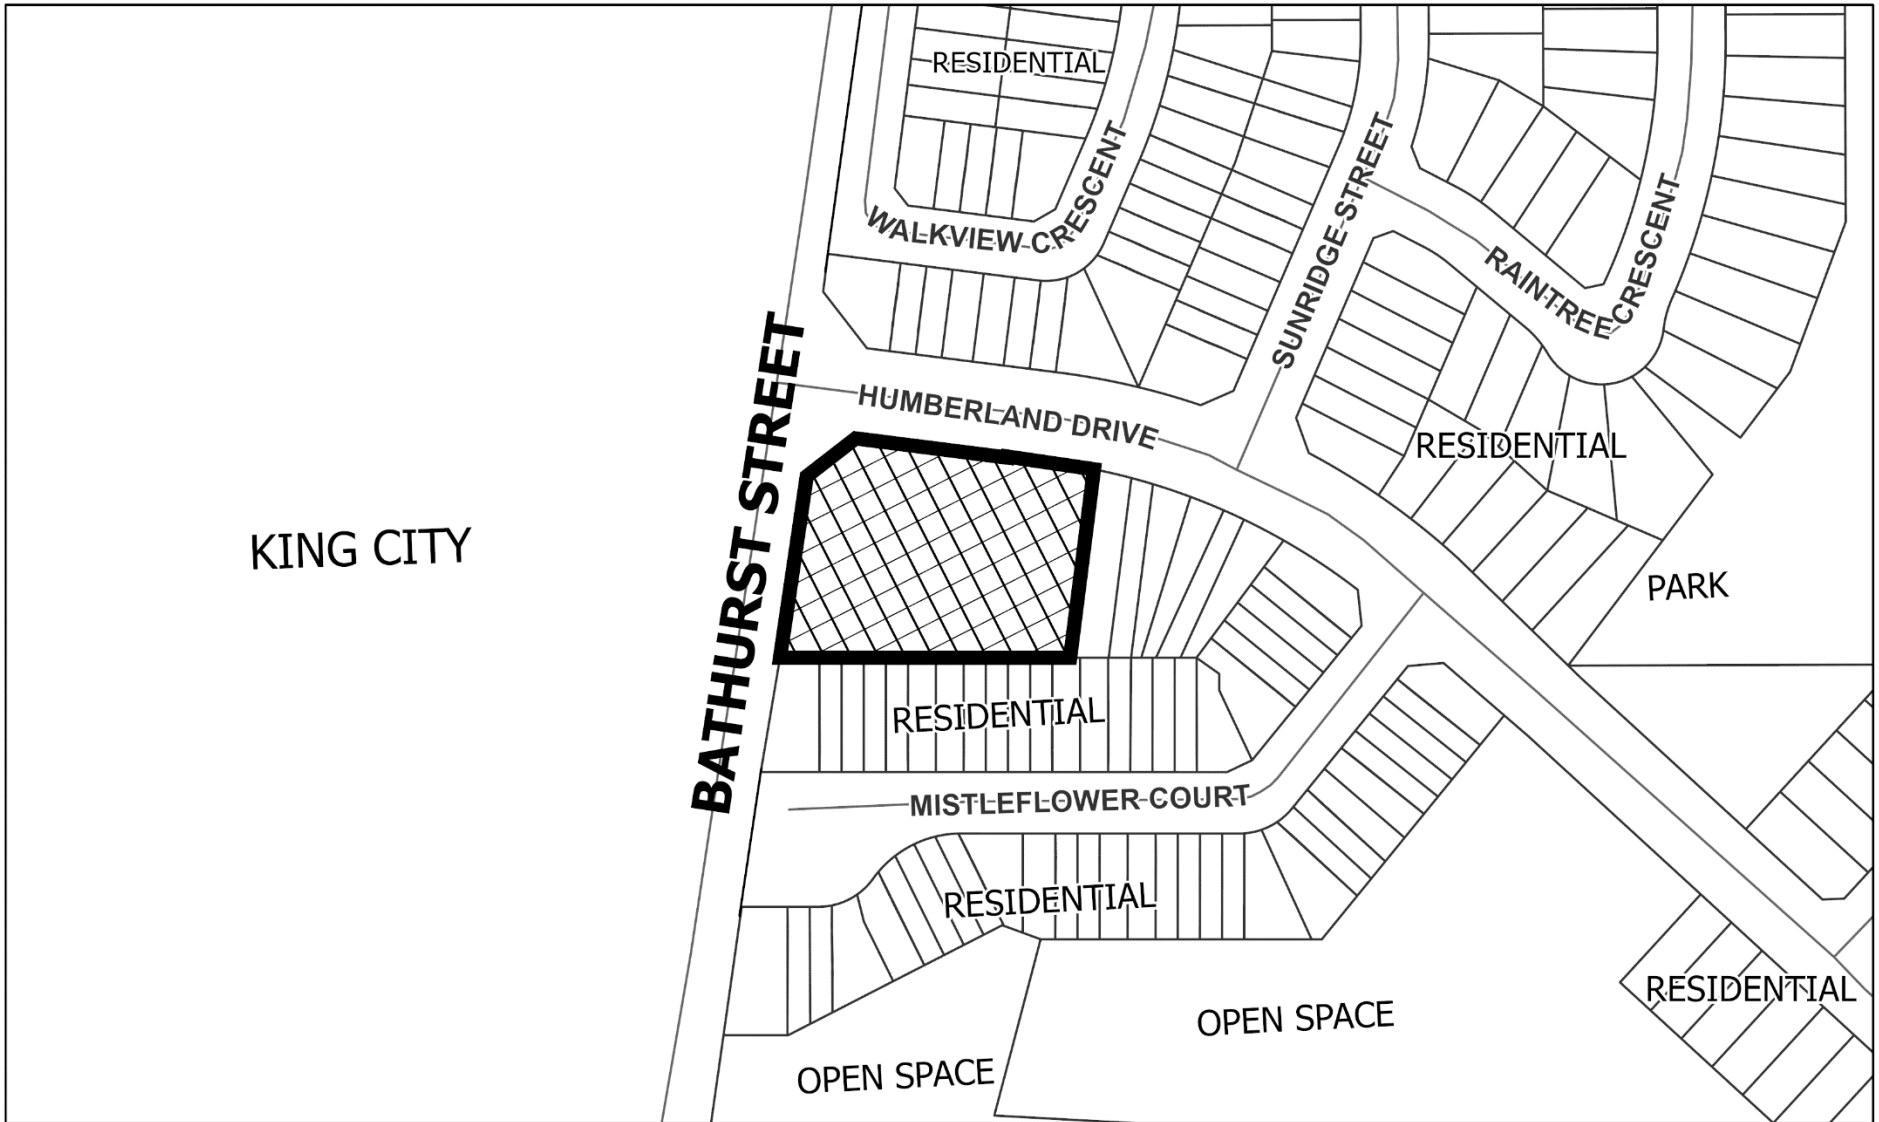 RESIDENTIAL
WALKVIEW CRESCENT
SUNRIDGE STREET
RAINTREE CRESCENT
BATHURST STREET
HUMBERLAND DRIVE
RESIDENTIAL
KING CITY
PARK
RESIDENTIAL
MISTLEFLOWER COURT
RESIDENTIAL
RESIDENTIAL
OPEN SPACE
OPEN SPACE